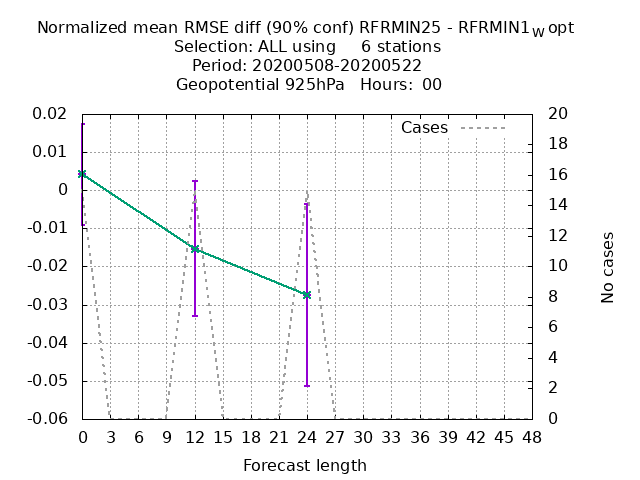 Normalized mean RMSE diff (90% conf) RFRMIN25 - RFRMIN1wopt
Selection: ALL using 6 stations
Period: 20200508-20200522
Geopotential 925hPa Hours: 00
Cases
0.02
0.01
0
-0.01
-0.02
-0.03
-0.04
-0.05
-0.06
20
18
16
14
12
10
8
6
4
2
0
No cases
0 3 6 9 12 15 18 21 24 27 30 33 36 39 42 45 48
Forecast length